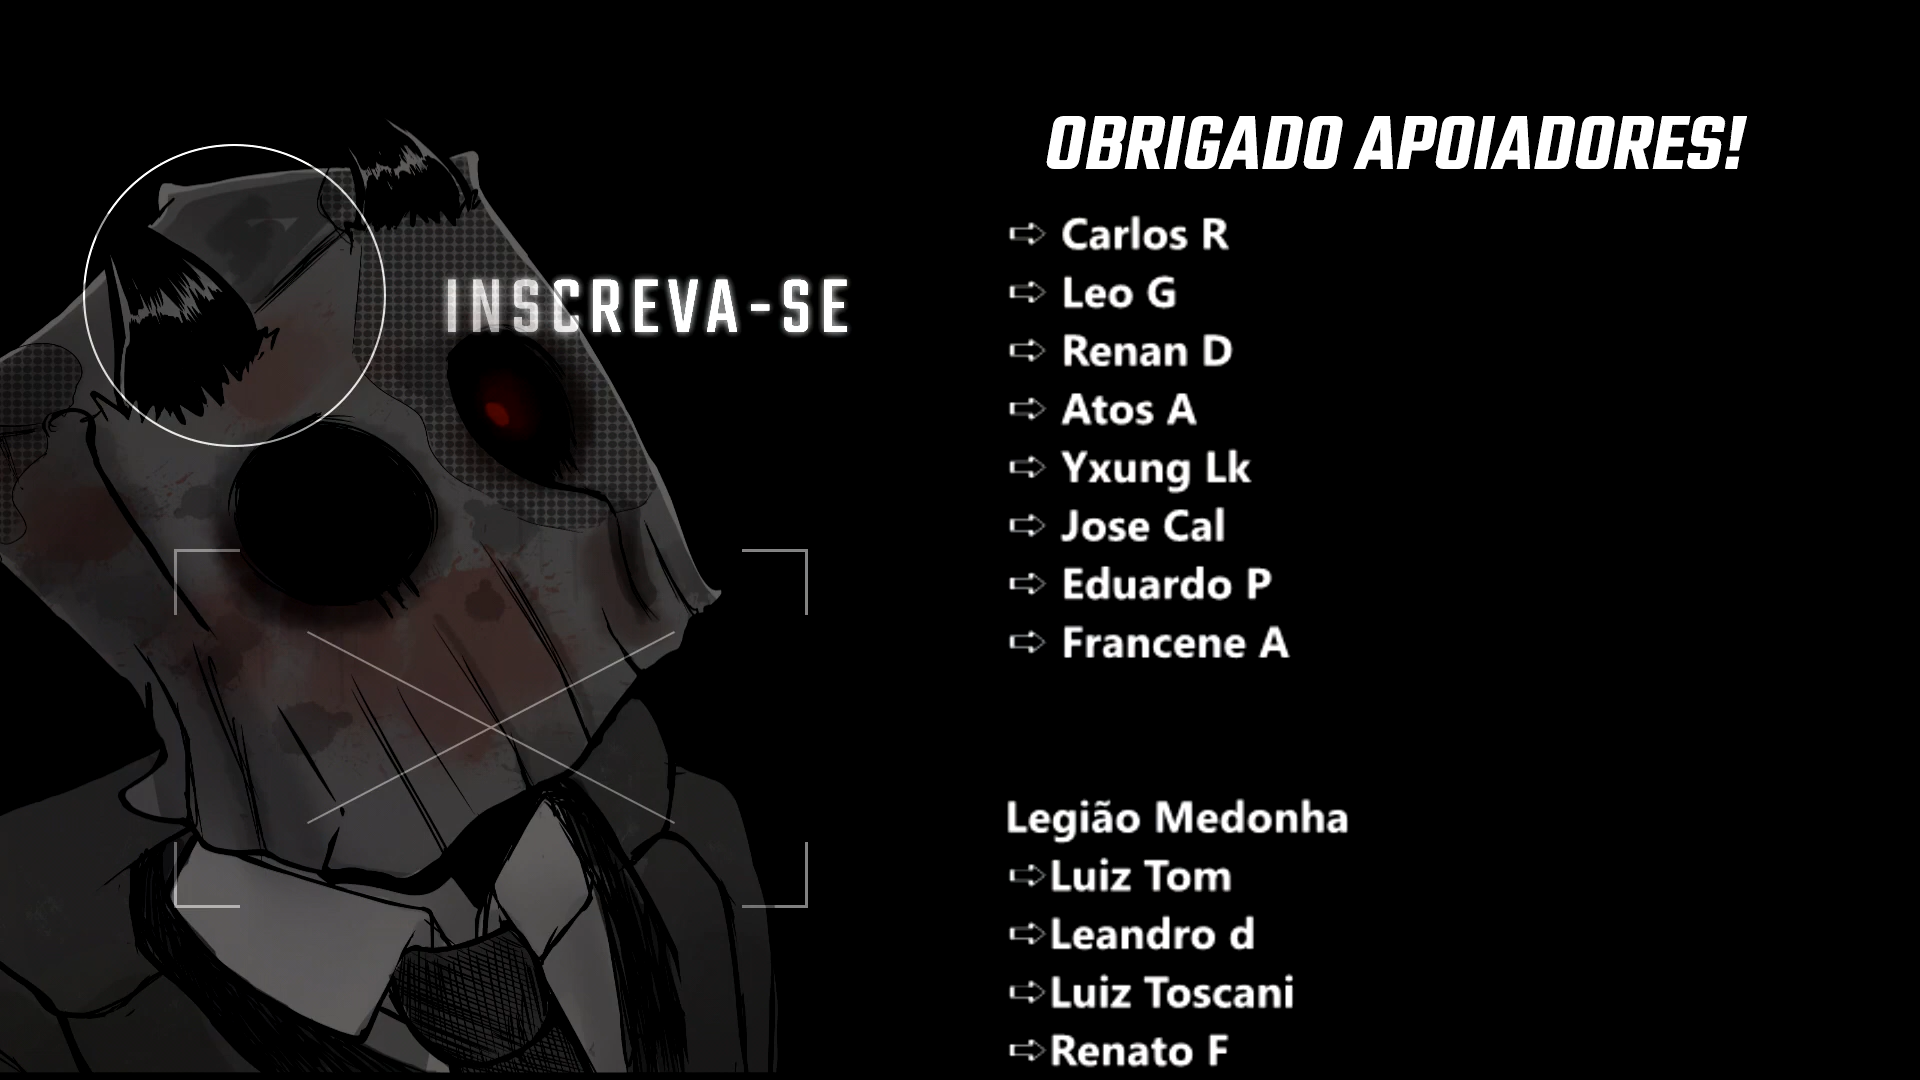 OBRIGADO APOIADORES!
INSCREVA-SE
⇨ Carlos R
⇨ Leo G
⇨ Renan D
⇨ Atos A
⇨ Yxung Lk
⇨ Jose Cal
⇨ Eduardo P
⇨ Francene A
Legião Medonha
⇨Luiz Tom
⇨Leandro d
⇨Luiz Toscani
⇨Renato F